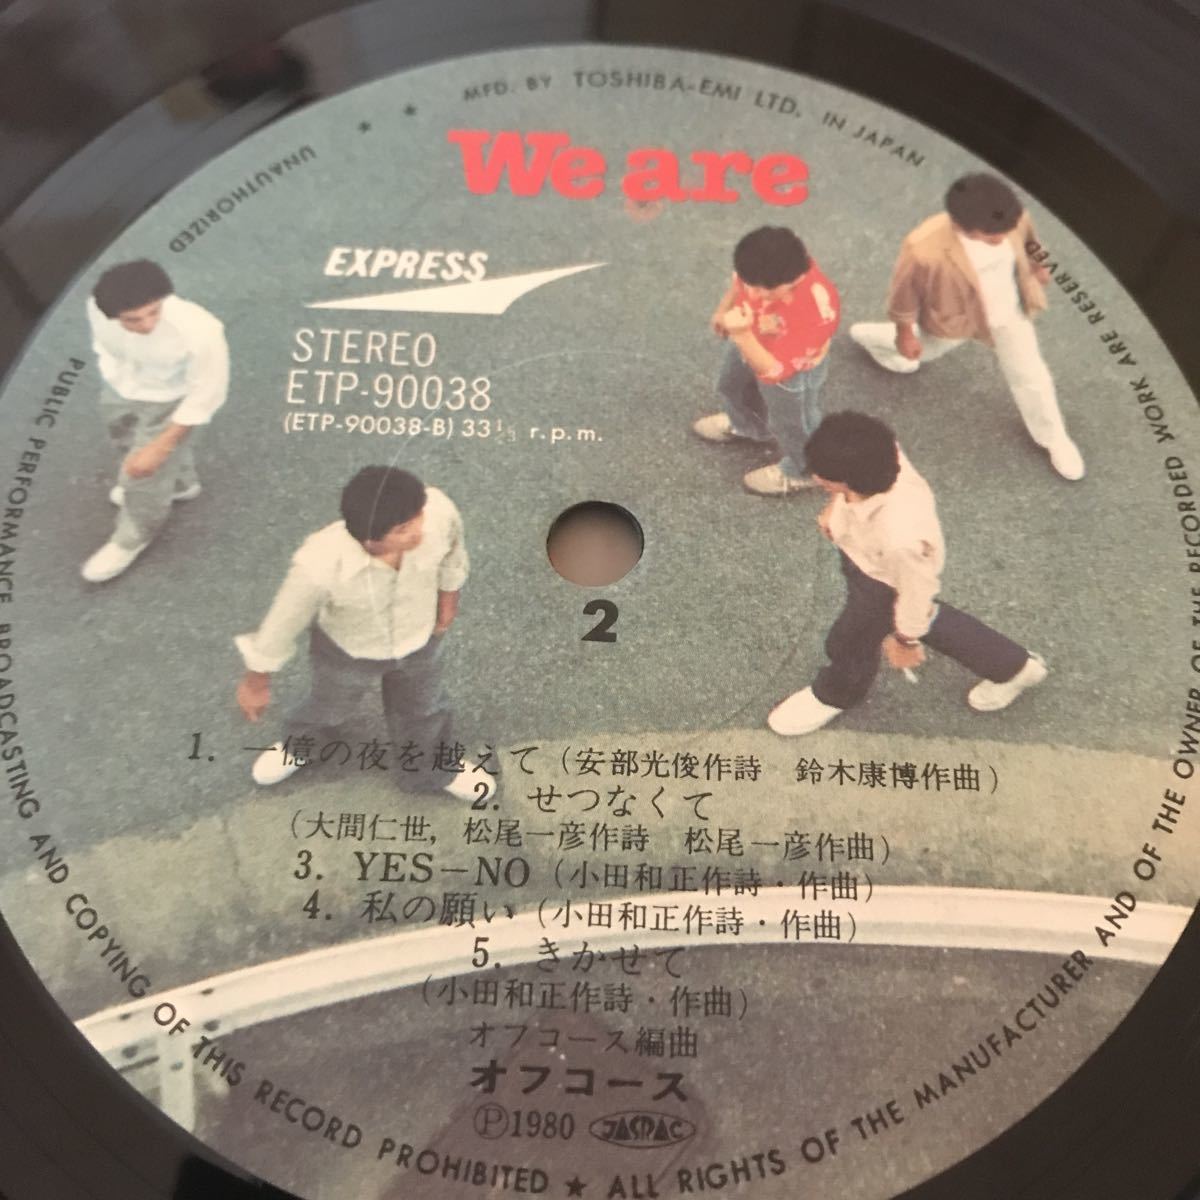 MFD. BY TOSHIBA-EMI LTD. IN JAPAN
We are
EXPRESS
STEREO
ETP-90038
(ETP-90038-B) 33⅓ r.p.m.
2
1. 一億の夜を越えて (安部光俊作詩 鈴木康博作曲)
2. せつなくて
(大間仁世, 松尾一彦作詩 松尾一彦作曲)
3. YES-NO (小田和正作詩・作曲)
4. 私の願い (小田和正作詩・作曲)
5. きかせて
(小田和正作詩・作曲)
オフコース編曲
オフコース
Ⓟ1980 JASRAC
★ ALL RIGHTS OF THE MANUFACTURER AND OF THE OWNER OF THE RECORDED WORK ARE RESERVED
★ ★ UNAUTHORIZED PUBLIC PERFORMANCE BROADCASTING AND COPYING OF THIS RECORD PROHIBITED